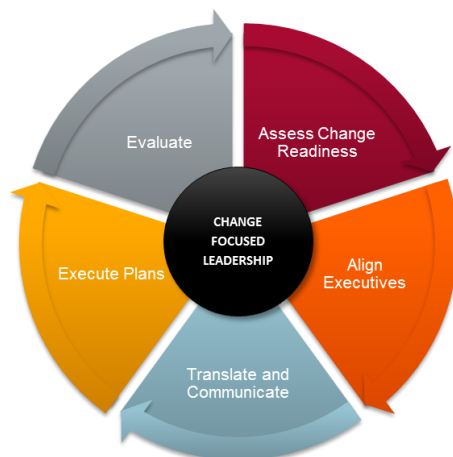 Evaluate
Assess Change
Readiness
CHANGE
FOCUSED
LEADERSHIP
Align
Executives
Execute Plans
Translate and
Communicate